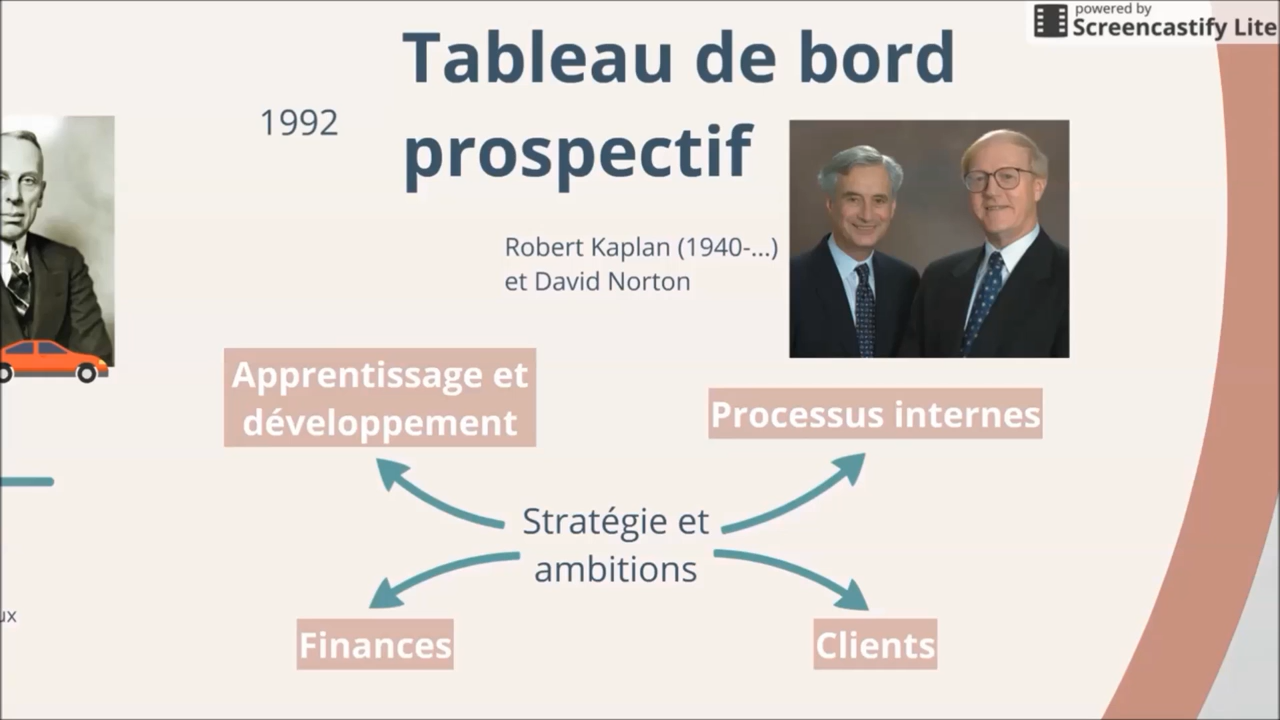 powered by
Screencastify Lite
Tableau de bord
prospectif
1992
Robert Kaplan (1940-...)
et David Norton
Apprentissage et
développement
Processus internes
Stratégie et
ambitions
Finances
Clients